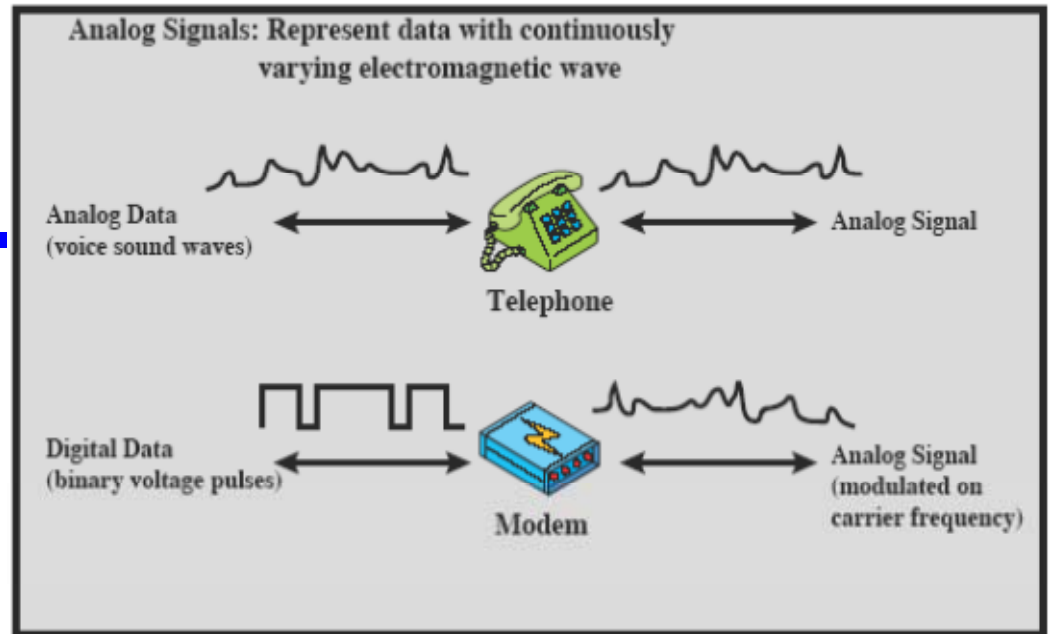 Analog Signals: Represent data with continuously
varying electromagnetic wave
Analog Data
(voice sound waves)
Analog Signal
Telephone
Digital Data
(binary voltage pulses)
Analog Signal
(modulated on
carrier frequency)
Modem